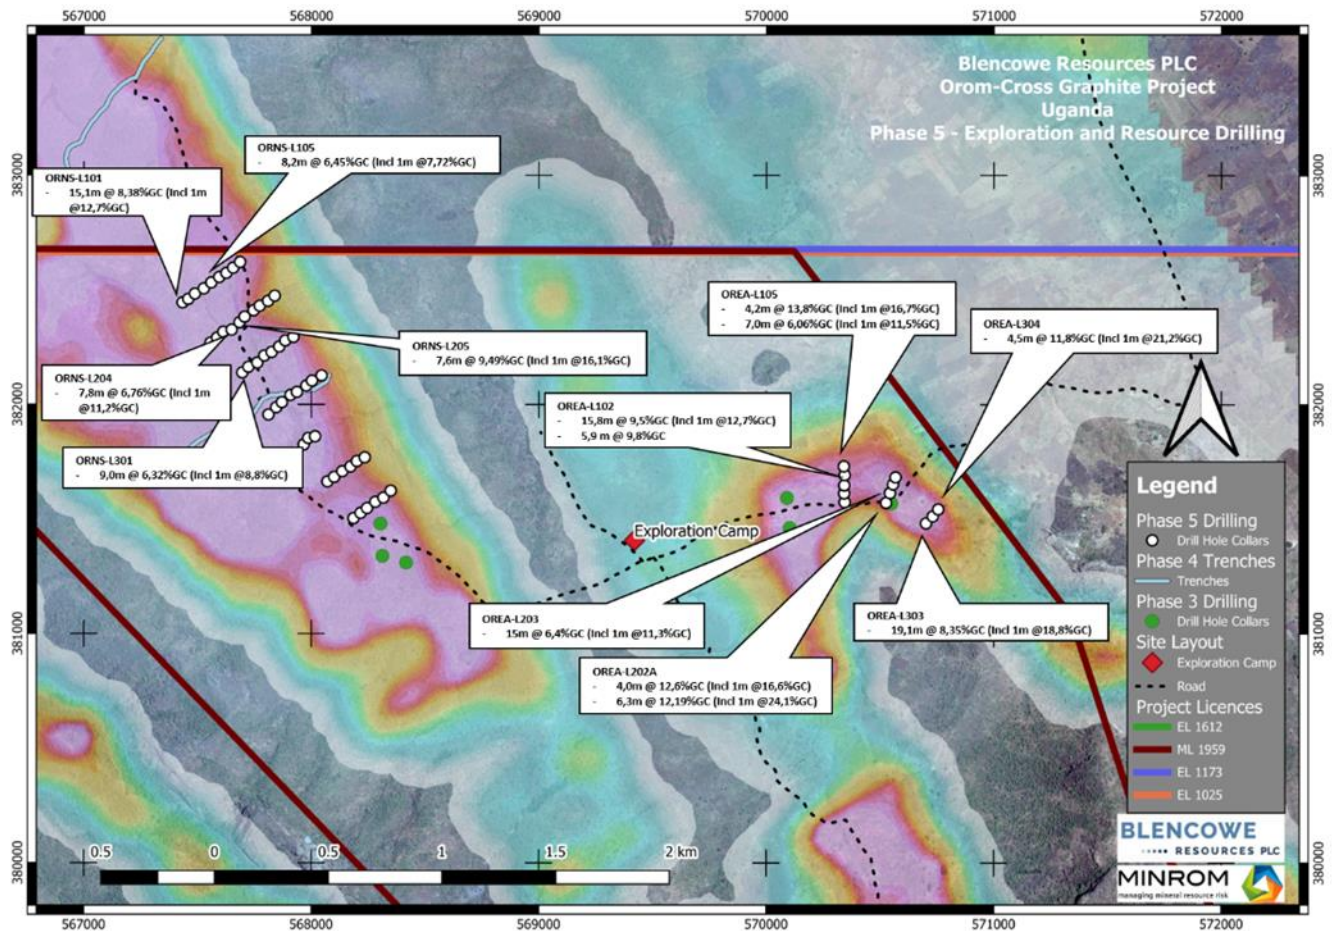 567000 568000 569000 570000 571000 572000
Blencowe Resources PLC
Orom-Cross Graphite Project
Uganda
Phase 5 - Exploration and Resource Drilling
383000
383000
ORNS-L105
- 8,2m @ 6,45%GC (Incl 1m @7,72%GC)
ORNS-L101
- 15,1m @ 8,38%GC (Incl 1m
@12,7%GC)
OREA-L105
- 4,2m @ 13,8%GC (Incl 1m @16,7%GC)
- 7,0m @ 6,06%GC (Incl 1m @11,5%GC)
OREA-L304
- 4,5m @ 11,8%GC (Incl 1m @21,2%GC)
ORNS-L205
- 7,6m @ 9,49%GC (Incl 1m @16,1%GC)
ORNS-L204
- 7,8m @ 6,76%GC (Incl 1m
@11,2%GC)
382000
382000
OREA-L102
- 15,8m @ 9,5%GC (Incl 1m @12,7%GC)
- 5,9 m @ 9,8%GC
ORNS-L301
- 9,0m @ 6,32%GC (Incl 1m @8,8%GC)
Exploration Camp
OREA-L203
- 15m @ 6,4%GC (Incl 1m @11,3%GC)
OREA-L303
- 19,1m @ 8,35%GC (Incl 1m @18,8%GC)
OREA-L202A
- 4,0m @ 12,6%GC (Incl 1m @16,6%GC)
- 6,3m @ 12,19%GC (Incl 1m @24,1%GC)
381000
381000
Legend
Phase 5 Drilling
Drill Hole Collars
Phase 4 Trenches
Trenches
Phase 3 Drilling
Drill Hole Collars
Site Layout
Exploration Camp
Road
Project Licences
EL 1612
ML 1959
EL 1173
EL 1025
BLENCOWE
RESOURCES PLC
MINROM
managing mineral resource risk
380000
380000
0.5 0 0.5 1 1.5 2 km
567000 568000 569000 570000 571000 572000